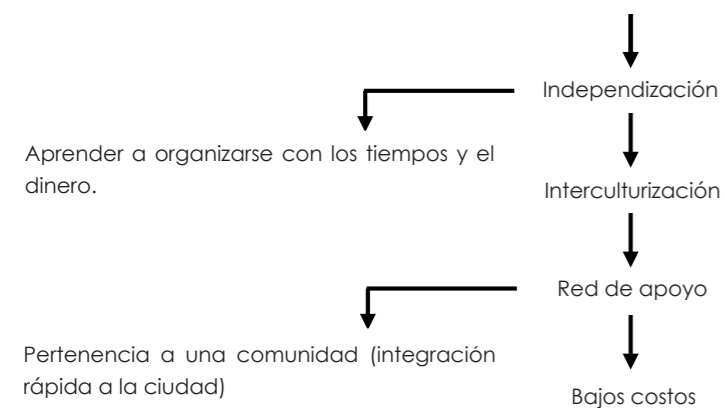 Independización
Aprender a organizarse con los tiempos y el
dinero.
Interculturización
Red de apoyo
Pertenencia a una comunidad (integración
rápida a la ciudad)
Bajos costos